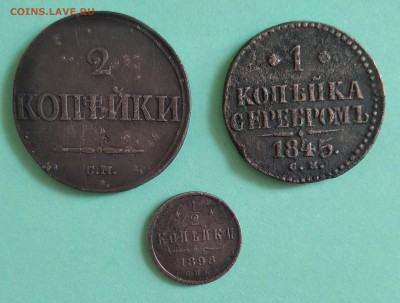 COINS.LAVE.RU
2
КОПѢЙКИ
С.М.
* 1 *
КОПѢЙКА
СЕРЕБРОМЪ
1845.
С.М.
1/2
КОПѢЙКИ
1898
С.П.Б.